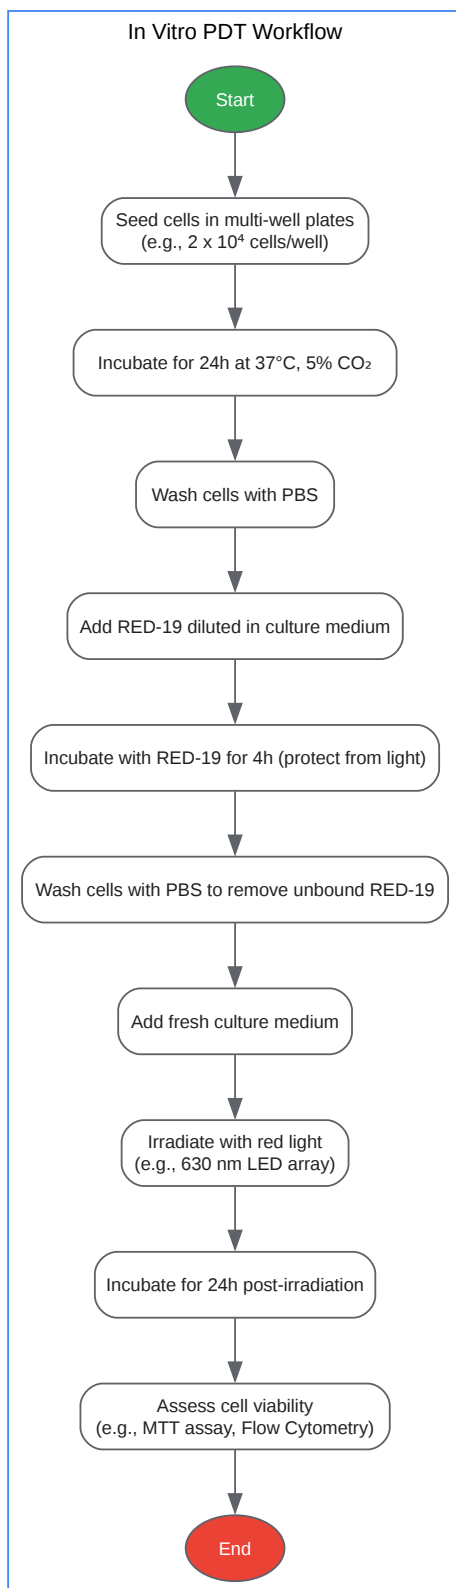 In Vitro PDT Workflow
Start
Seed cells in multi-well plates
(e.g., 2 x 10⁴ cells/well)
Incubate for 24h at 37°C, 5% CO₂
Wash cells with PBS
Add RED-19 diluted in culture medium
Incubate with RED-19 for 4h (protect from light)
Wash cells with PBS to remove unbound RED-19
Add fresh culture medium
Irradiate with red light
(e.g., 630 nm LED array)
Incubate for 24h post-irradiation
Assess cell viability
(e.g., MTT assay, Flow Cytometry)
End